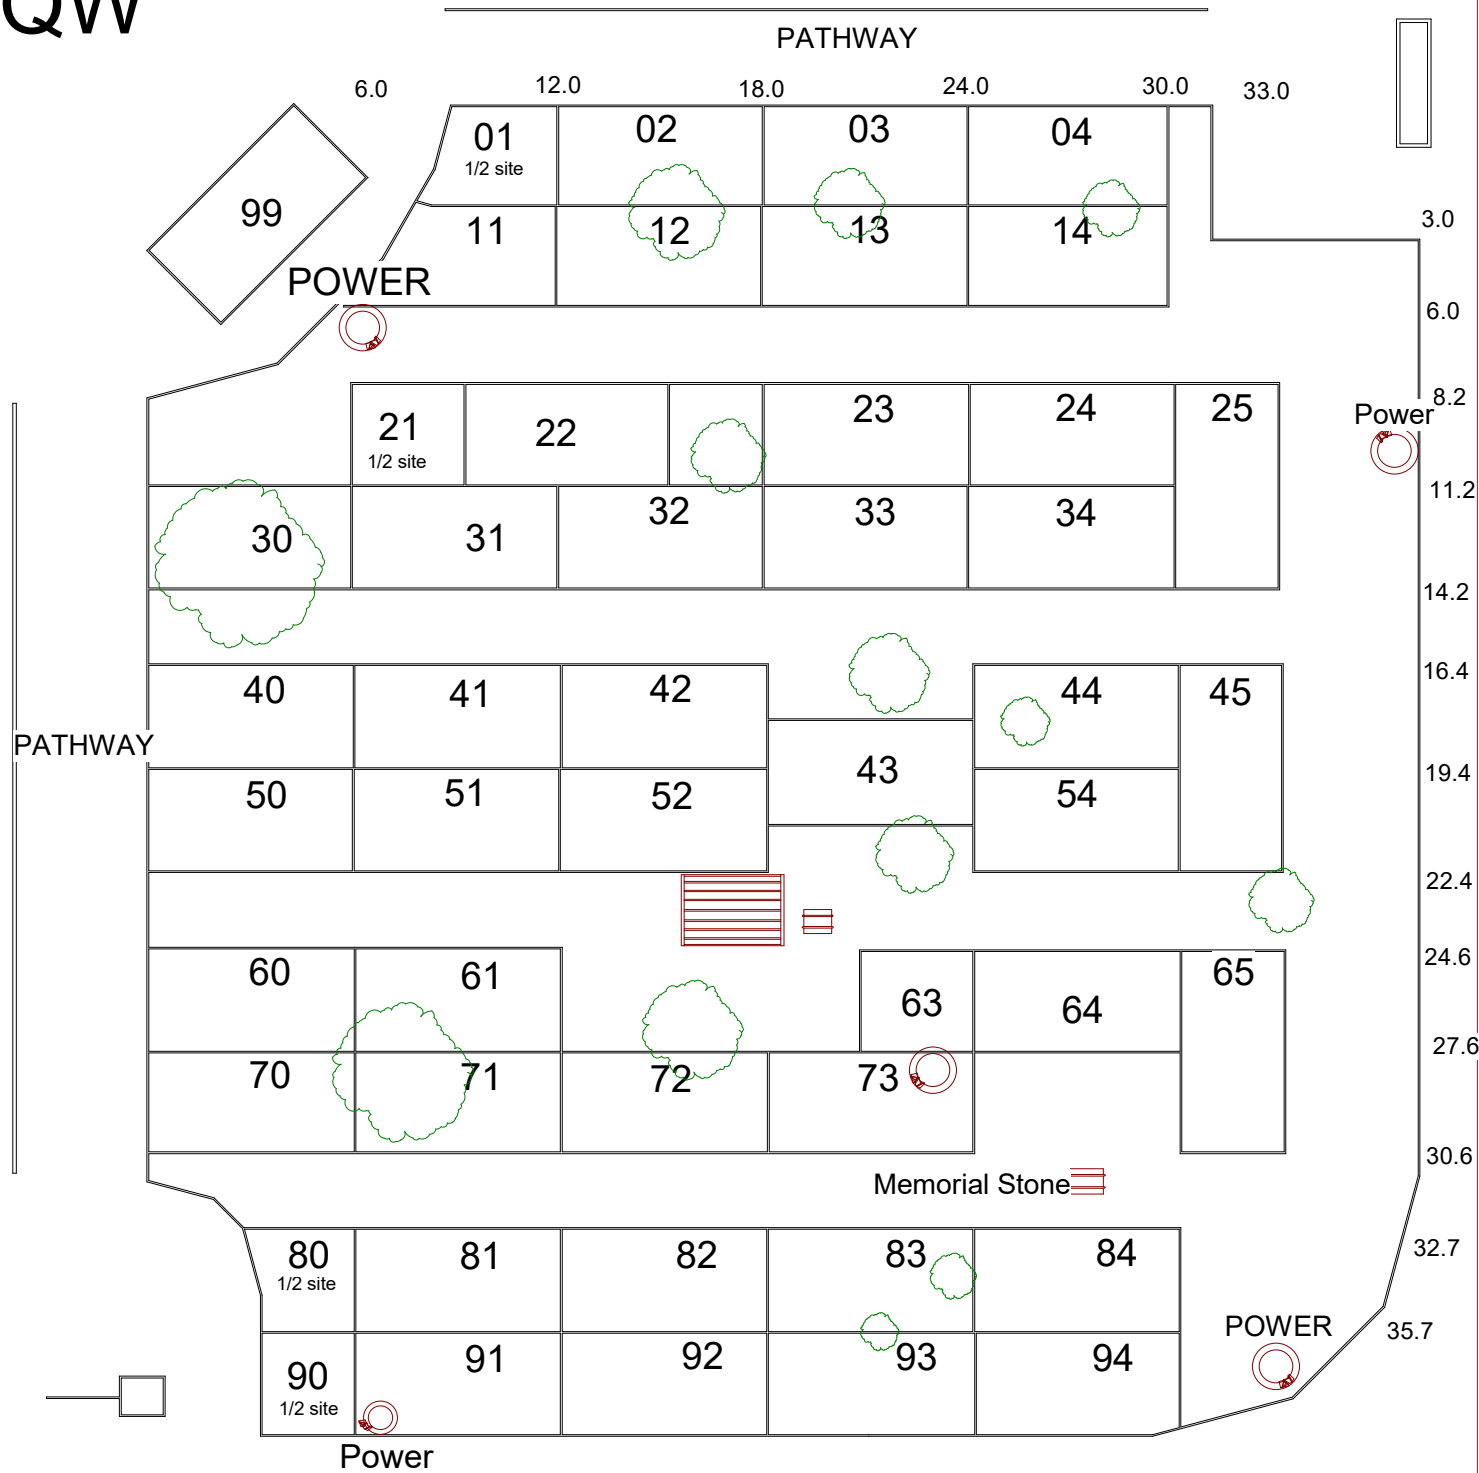 QW
PATHWAY
6.0 12.0 18.0 24.0 30.0 33.0
01 02 03 04
1/2 site
99
11 12 13 14
3.0
POWER
6.0
8.2
Power
21 22 23 24 25
1/2 site
11.2
30 31 32 33 34
14.2
16.4
40 41 42 44 45
PATHWAY
43
19.4
50 51 52 54
22.4
24.6
60 61 63 64 65
27.6
70 71 72 73
30.6
Memorial Stone
32.7
80 81 82 83 84
1/2 site
POWER
35.7
90 91 92 93 94
1/2 site
Power